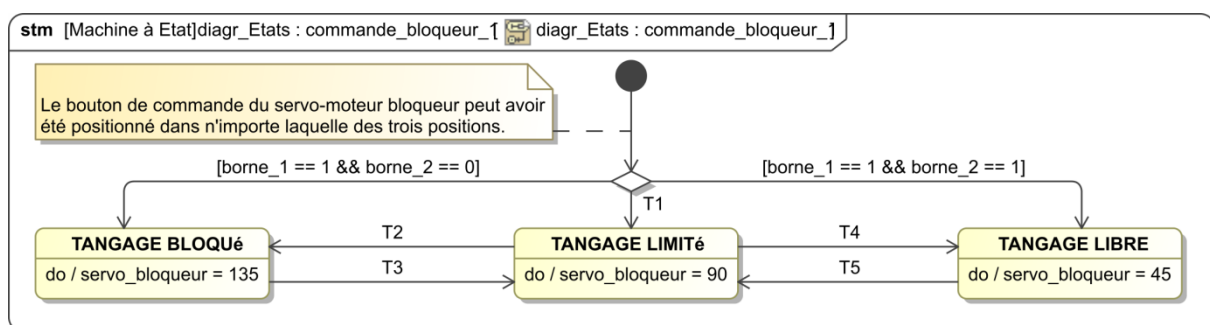 stm [Machine à Etat]diagr_Etats : commande_bloqueur_1[ diagr_Etats : commande_bloqueur_1]
Le bouton de commande du servo-moteur bloqueur peut avoir
été positionné dans n'importe laquelle des trois positions.
[borne_1 == 1 && borne_2 == 0]
[borne_1 == 1 && borne_2 == 1]
T1
TANGAGE BLOQUé
do / servo_bloqueur = 135
T2
T3
TANGAGE LIMITé
do / servo_bloqueur = 90
T4
T5
TANGAGE LIBRE
do / servo_bloqueur = 45